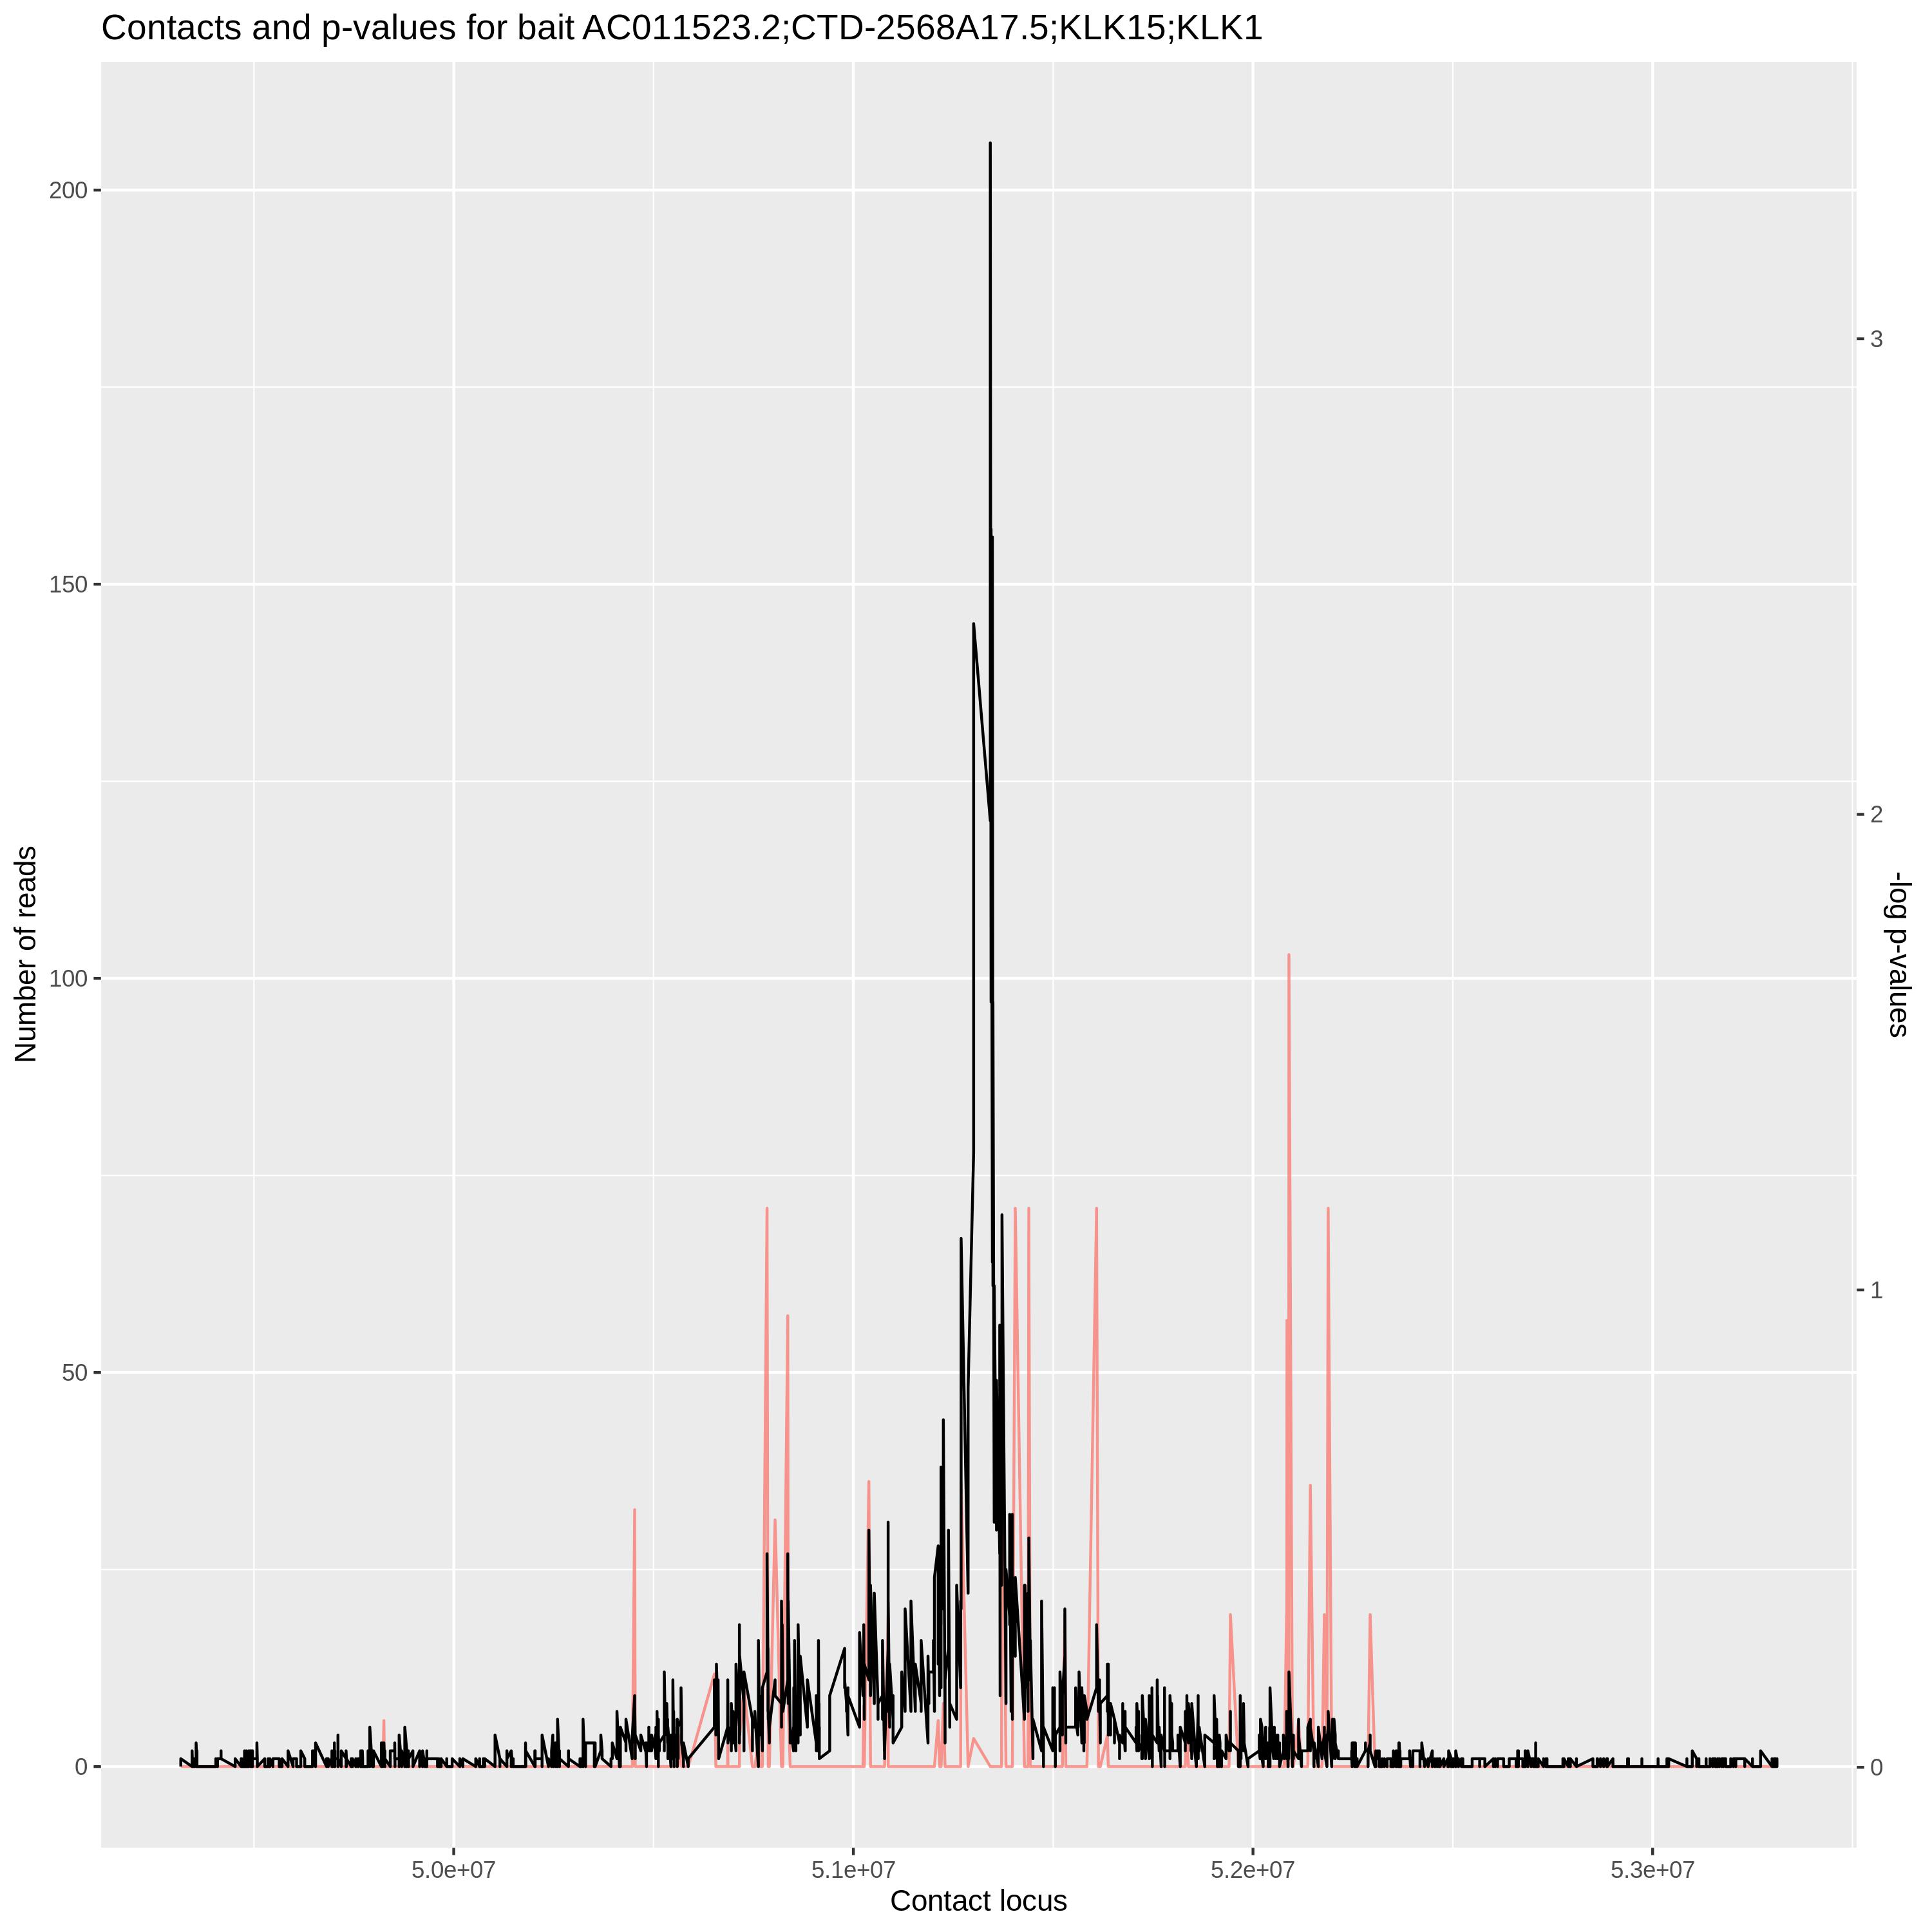 Contacts and p-values for bait AC011523.2;CTD-2568A17.5;KLK15;KLK1
200
150
100
50
0
Number of reads
3
2
1
0
-log p-values
5.0e+07
5.1e+07
5.2e+07
5.3e+07
Contact locus